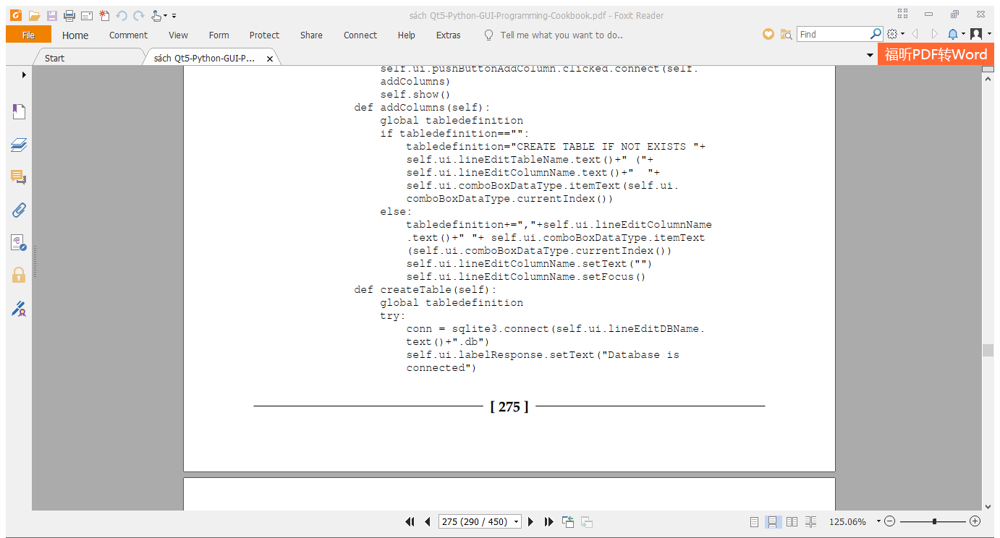 sách Qt5-Python-GUI-Programming-Cookbook.pdf - Foxit Reader
File Home Comment View Form Protect Share Connect Help Extras Tell me what you want to do.. Find
Start sách Qt5-Python-GUI-P...
福昕PDF转Word
self.ui.pushButtonAddColumn.clicked.connect(self.
addColumns)
self.show()
def addColumns(self):
global tabledefinition
if tabledefinition=="":
tabledefinition="CREATE TABLE IF NOT EXISTS "+
self.ui.lineEditTableName.text()+" ("+
self.ui.lineEditColumnName.text()+"  "+
self.ui.comboBoxDataType.itemText(self.ui.
comboBoxDataType.currentIndex())
else:
tabledefinition+=","+self.ui.lineEditColumnName
.text()+" "+ self.ui.comboBoxDataType.itemText
(self.ui.comboBoxDataType.currentIndex())
self.ui.lineEditColumnName.setText("")
self.ui.lineEditColumnName.setFocus()
def createTable(self):
global tabledefinition
try:
conn = sqlite3.connect(self.ui.lineEditDBName.
text()+".db")
self.ui.labelResponse.setText("Database is
connected")
[ 275 ]
275 (290 / 450) 125.06%